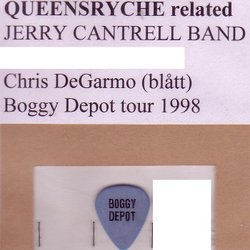 QUEENSRYCHE related
JERRY CANTRELL BAND
Chris DeGarmo (blått)
Boggy Depot tour 1998
BOGGY
DEPOT